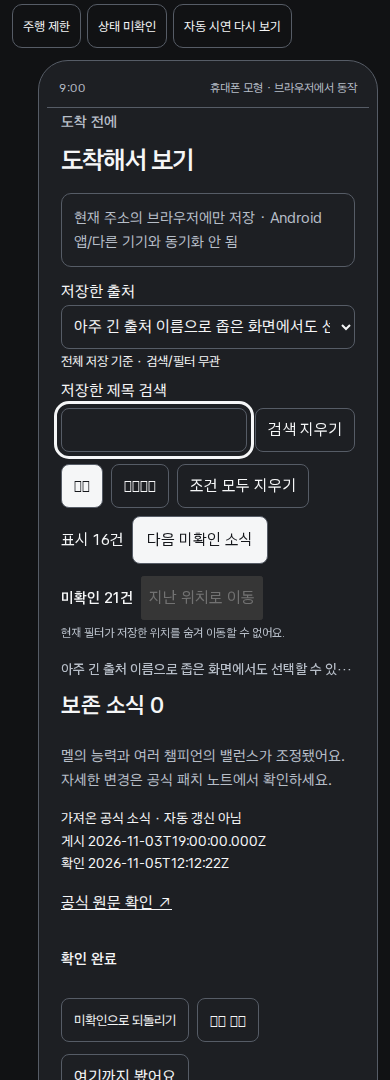 주행 제한
상태 미확인
자동 시연 다시 보기
9:00
휴대폰 모형 · 브라우저에서 동작
도착 전에
도착해서 보기
현재 주소의 브라우저에만 저장 · Android
앱/다른 기기와 동기화 안 됨
저장한 출처
아주 긴 출처 이름으로 좁은 화면에서도
전체 저장 기준 · 검색/필터 무관
저장한 제목 검색
검색 지우기
조건 모두 지우기
표시 16건
다음 미확인 소식
미확인 21건
지난 위치로 이동
현재 필터가 저장한 위치를 숨겨 이동할 수 없어요.
아주 긴 출처 이름으로 좁은 화면에서도 선택할 수 있…
보존 소식 0
멜의 능력과 여러 챔피언의 밸런스가 조정됐어요.
자세한 변경은 공식 패치 노트에서 확인하세요.
가져온 공식 소식 · 자동 갱신 아님
게시 2026-11-03T19:00:00.000Z
확인 2026-11-05T12:12:22Z
공식 원문 확인 ↗
확인 완료
미확인으로 되돌리기
여기까지 봤어요